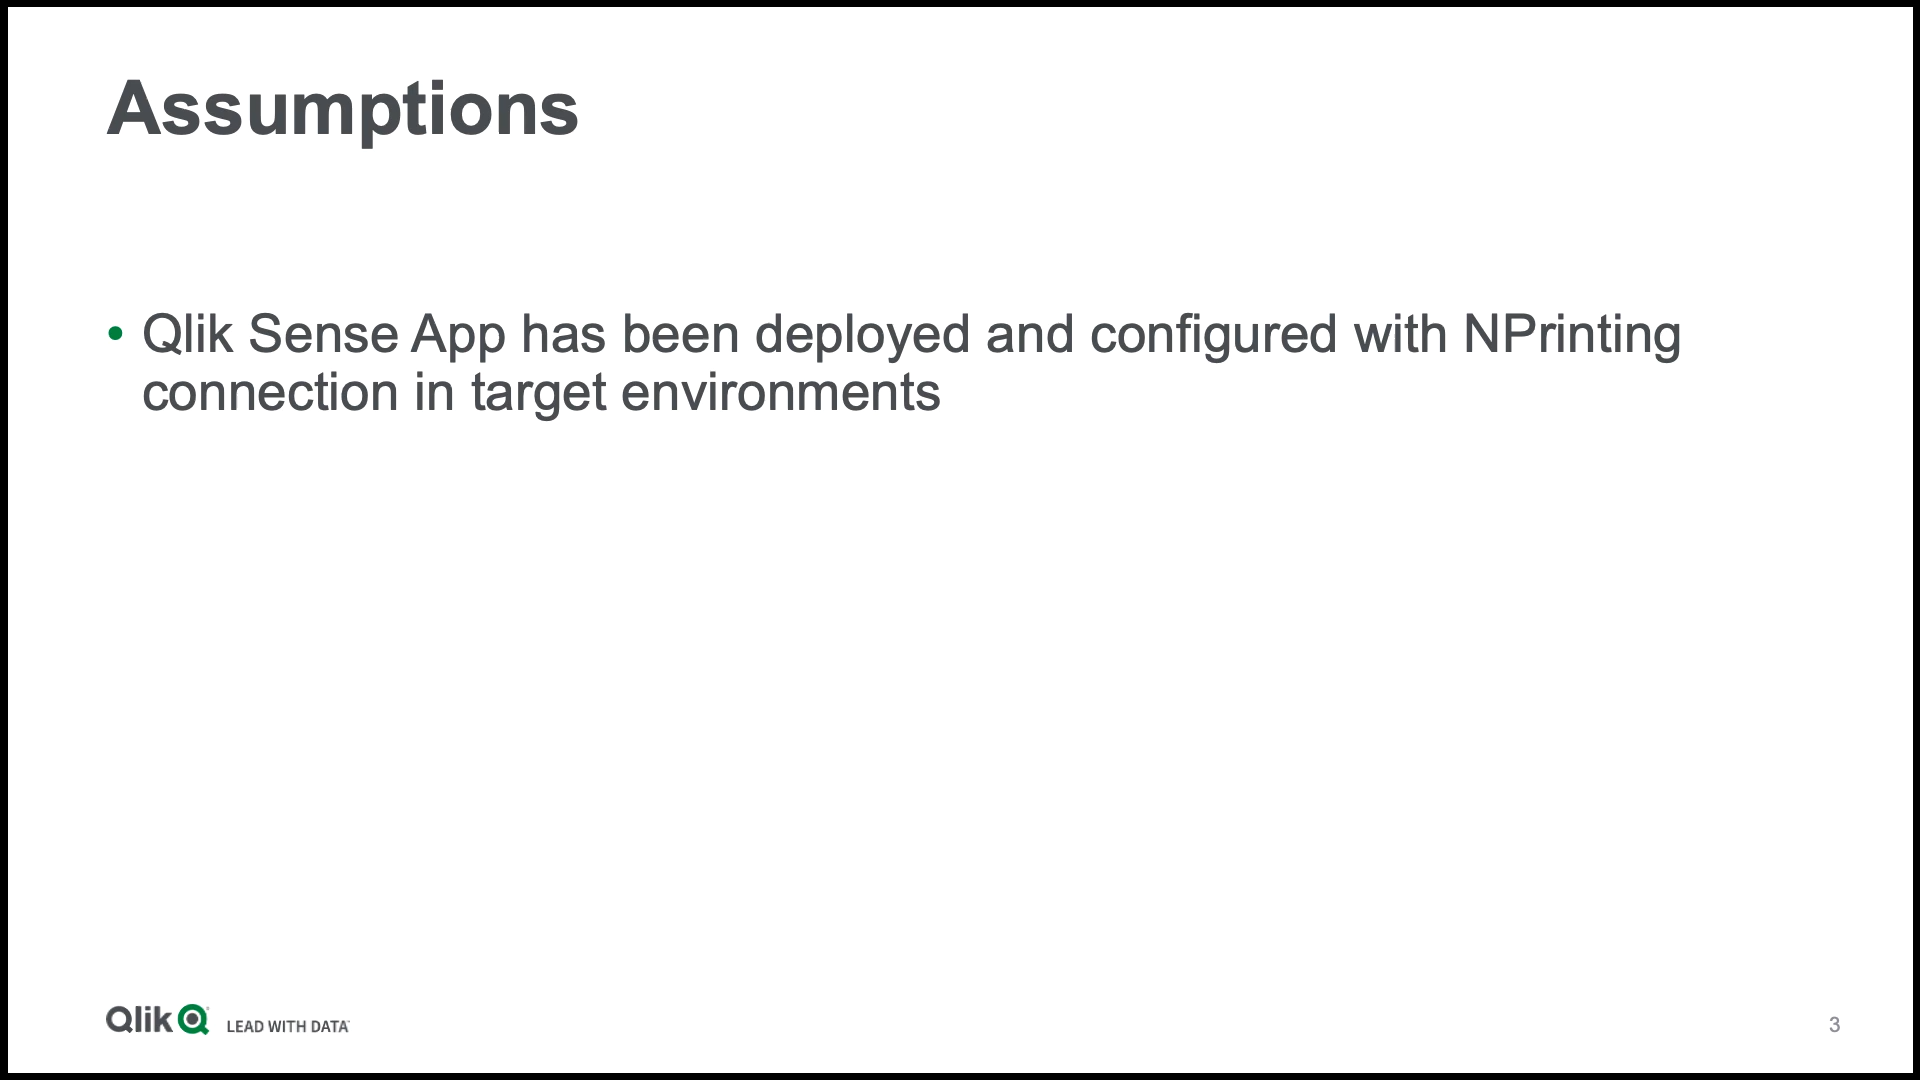 Assumptions
• Qlik Sense App has been deployed and configured with NPrinting
connection in target environments
Qlik LEAD WITH DATA™
3